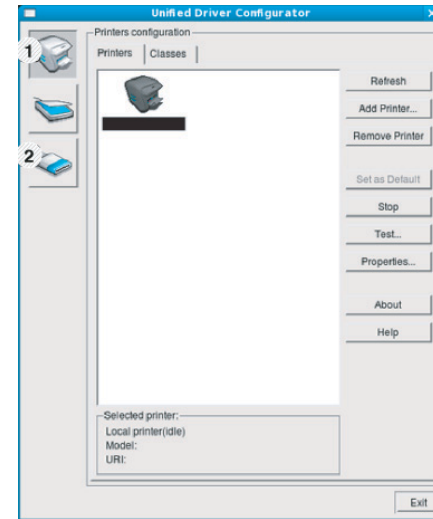 Unified Driver Configurator
1
2
Printers configuration
Printers
Classes
Refresh
Add Printer...
Remove Printer
Set as Default
Stop
Test...
Properties...
About
Help
Selected printer:
Local printer(idle)
Model:
URI:
Exit